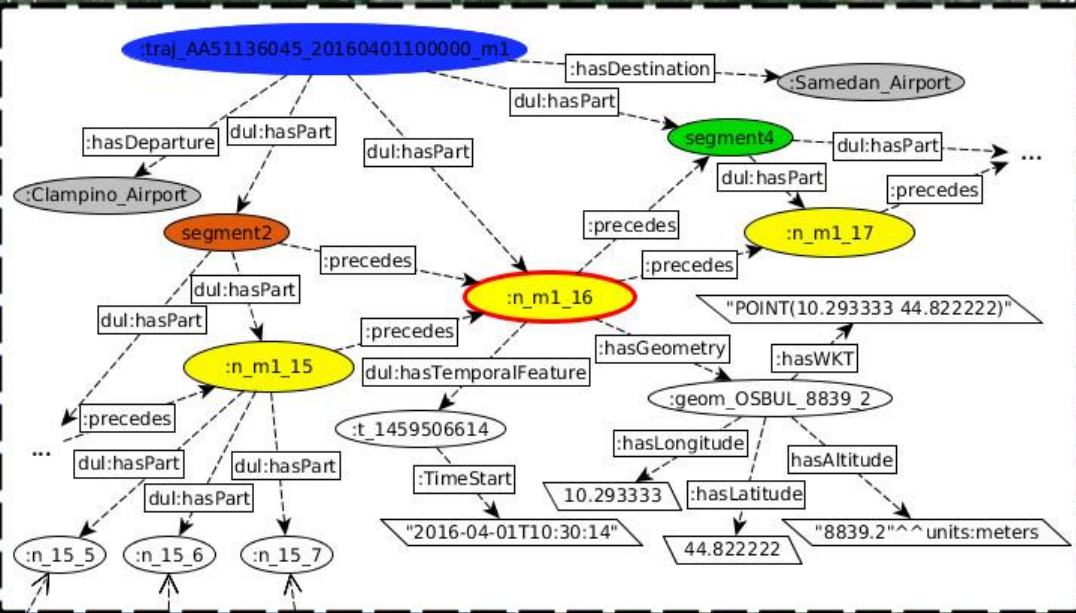 :traj_AA51136045_20160401100000_m1
:hasDestination
:Samedan_Airport
dul:hasPart
:hasDeparture
dul:hasPart
dul:hasPart
segment4
dul:hasPart
...
:Clampino_Airport
dul:hasPart
:precedes
segment2
:precedes
:n_m1_17
:precedes
:precedes
dul:hasPart
:n_m1_16
"POINT(10.293333 44.822222)"
dul:hasPart
:precedes
:hasGeometry
:hasWKT
:n_m1_15
dul:hasTemporalFeature
:geom_OSBUL_8839_2
:precedes
:t_1459506614
...
:hasLongitude
dul:hasPart
dul:hasPart
hasAltitude
:TimeStart
dul:hasPart
10.293333
:hasLatitude
"2016-04-01T10:30:14"
"8839.2"^^units:meters
44.822222
:n_15_5
:n_15_6
:n_15_7